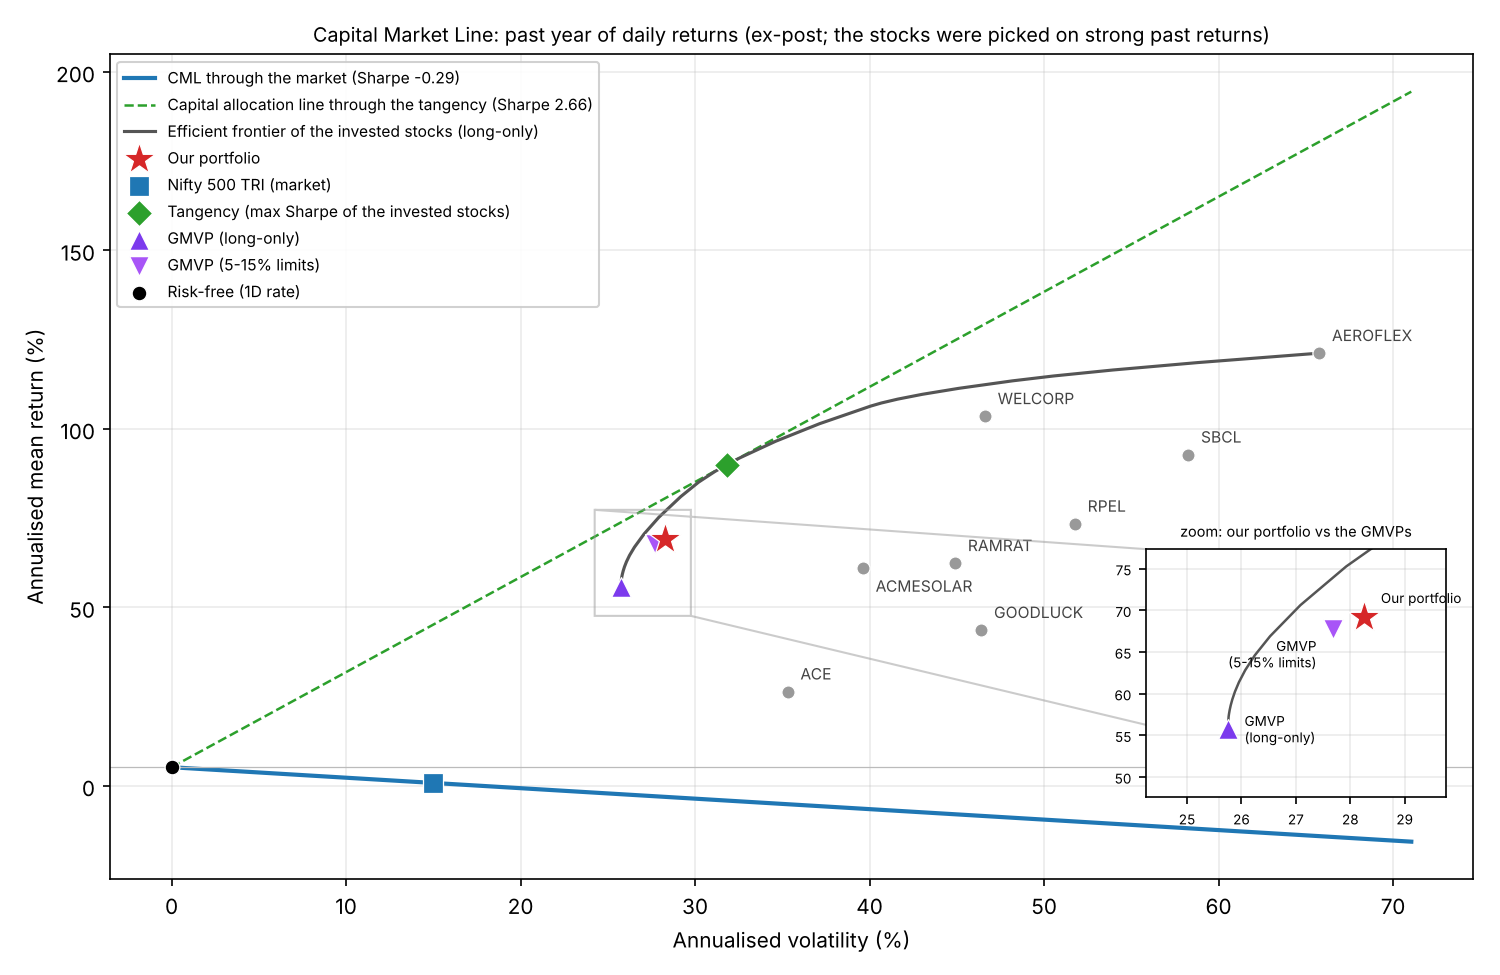 Capital Market Line: past year of daily returns (ex-post; the stocks were picked on strong past returns)
CML through the market (Sharpe -0.29)
Capital allocation line through the tangency (Sharpe 2.66)
Efficient frontier of the invested stocks (long-only)
Our portfolio
Nifty 500 TRI (market)
Tangency (max Sharpe of the invested stocks)
GMVP (long-only)
GMVP (5-15% limits)
Risk-free (1D rate)
Annualised mean return (%)
200
150
100
50
0
AEROFLEX
WELCORP
SBCL
RPEL
RAMRAT
ACMESOLAR
GOODLUCK
ACE
zoom: our portfolio vs the GMVPs
75
70
65
60
55
50
Our portfolio
GMVP
(5-15% limits)
GMVP
(long-only)
25 26 27 28 29
0 10 20 30 40 50 60 70
Annualised volatility (%)